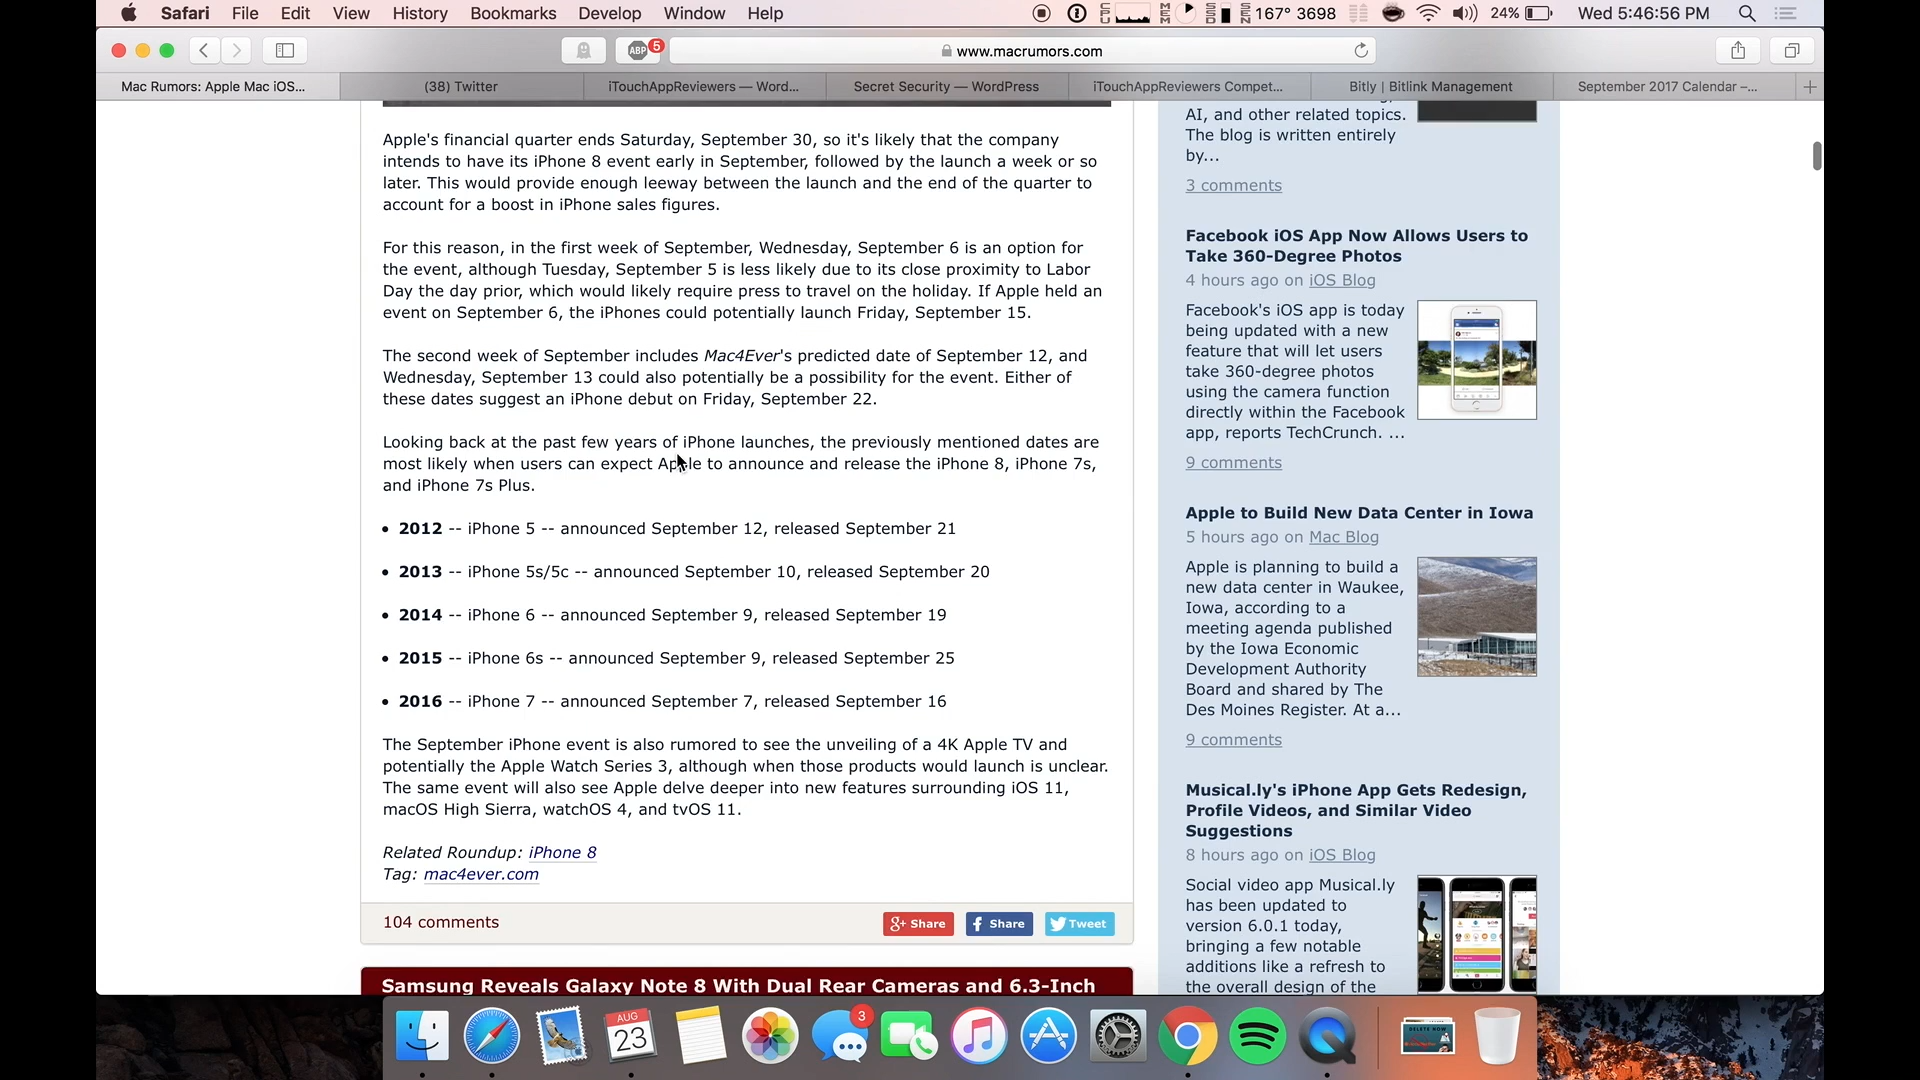 Safari File Edit View History Bookmarks Develop Window Help
CPU MEM SSD SEN 167° 3698 24% Wed 5:46:56 PM
ABP 5 www.macrumors.com
Mac Rumors: Apple Mac iOS... (38) Twitter iTouchAppReviewers — Word... Secret Security — WordPress iTouchAppReviewers Compet... Bitly | Bitlink Management September 2017 Calendar –...
Apple's financial quarter ends Saturday, September 30, so it's likely that the company
intends to have its iPhone 8 event early in September, followed by the launch a week or so
later. This would provide enough leeway between the launch and the end of the quarter to
account for a boost in iPhone sales figures.
For this reason, in the first week of September, Wednesday, September 6 is an option for
the event, although Tuesday, September 5 is less likely due to its close proximity to Labor
Day the day prior, which would likely require press to travel on the holiday. If Apple held an
event on September 6, the iPhones could potentially launch Friday, September 15.
The second week of September includes Mac4Ever's predicted date of September 12, and
Wednesday, September 13 could also potentially be a possibility for the event. Either of
these dates suggest an iPhone debut on Friday, September 22.
Looking back at the past few years of iPhone launches, the previously mentioned dates are
most likely when users can expect Apple to announce and release the iPhone 8, iPhone 7s,
and iPhone 7s Plus.
• 2012 -- iPhone 5 -- announced September 12, released September 21
• 2013 -- iPhone 5s/5c -- announced September 10, released September 20
• 2014 -- iPhone 6 -- announced September 9, released September 19
• 2015 -- iPhone 6s -- announced September 9, released September 25
• 2016 -- iPhone 7 -- announced September 7, released September 16
The September iPhone event is also rumored to see the unveiling of a 4K Apple TV and
potentially the Apple Watch Series 3, although when those products would launch is unclear.
The same event will also see Apple delve deeper into new features surrounding iOS 11,
macOS High Sierra, watchOS 4, and tvOS 11.
Related Roundup: iPhone 8
Tag: mac4ever.com
104 comments
G+ Share f Share Tweet
Samsung Reveals Galaxy Note 8 With Dual Rear Cameras and 6.3-Inch
AI, and other related topics.
The blog is written entirely
by...
3 comments
Facebook iOS App Now Allows Users to
Take 360-Degree Photos
4 hours ago on iOS Blog
Facebook's iOS app is today
being updated with a new
feature that will let users
take 360-degree photos
using the camera function
directly within the Facebook
app, reports TechCrunch. ...
9 comments
Apple to Build New Data Center in Iowa
5 hours ago on Mac Blog
Apple is planning to build a
new data center in Waukee,
Iowa, according to a
meeting agenda published
by the Iowa Economic
Development Authority
Board and shared by The
Des Moines Register. At a...
9 comments
Musical.ly's iPhone App Gets Redesign,
Profile Videos, and Similar Video
Suggestions
8 hours ago on iOS Blog
Social video app Musical.ly
has been updated to
version 6.0.1 today,
bringing a few notable
additions like a refresh to
the overall design of the
AUG
23
3
DELETE NOW